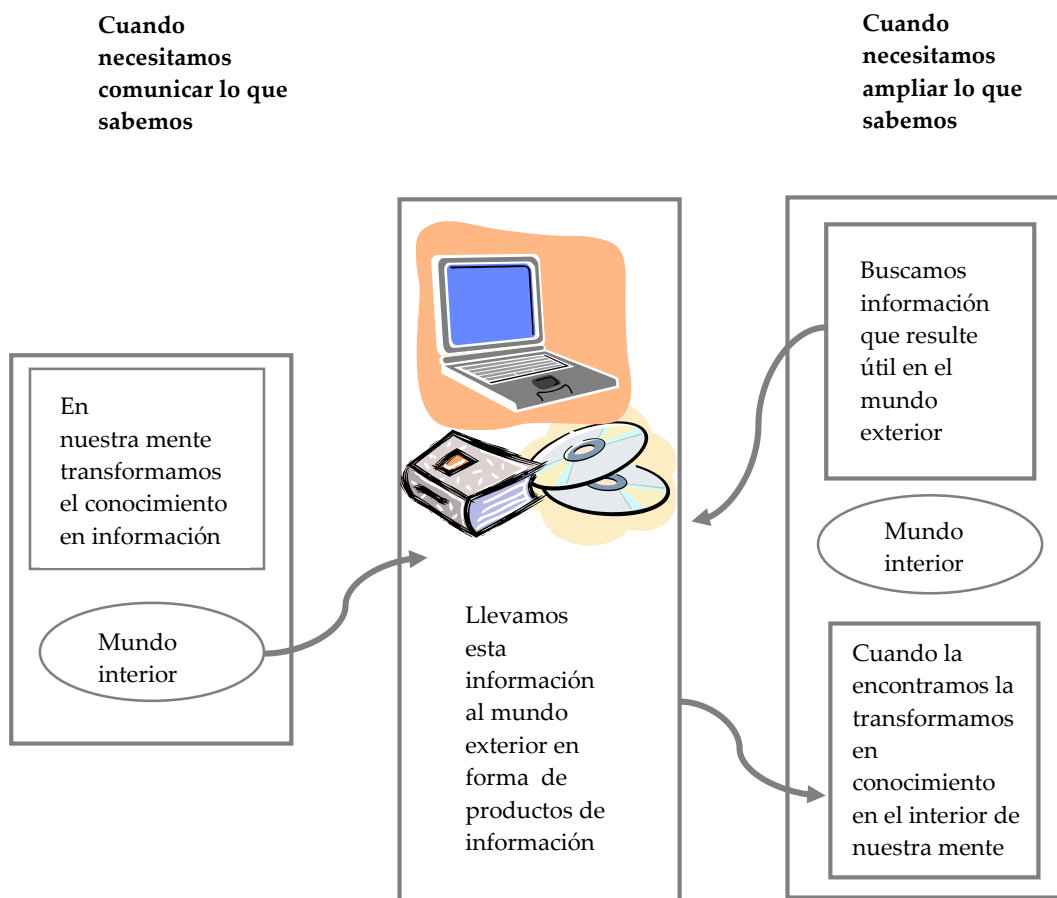 Cuando
necesitamos
comunicar lo que
sabemos
Cuando
necesitamos
ampliar lo que
sabemos
En
nuestra mente
transformamos
el conocimiento
en información
Mundo
interior
Llevamos
esta
información
al mundo
exterior en
forma de
productos de
información
Buscamos
información
que resulte
útil en el
mundo
exterior
Mundo
interior
Cuando la
encontramos la
transformamos
en
conocimiento
en el interior de
nuestra mente